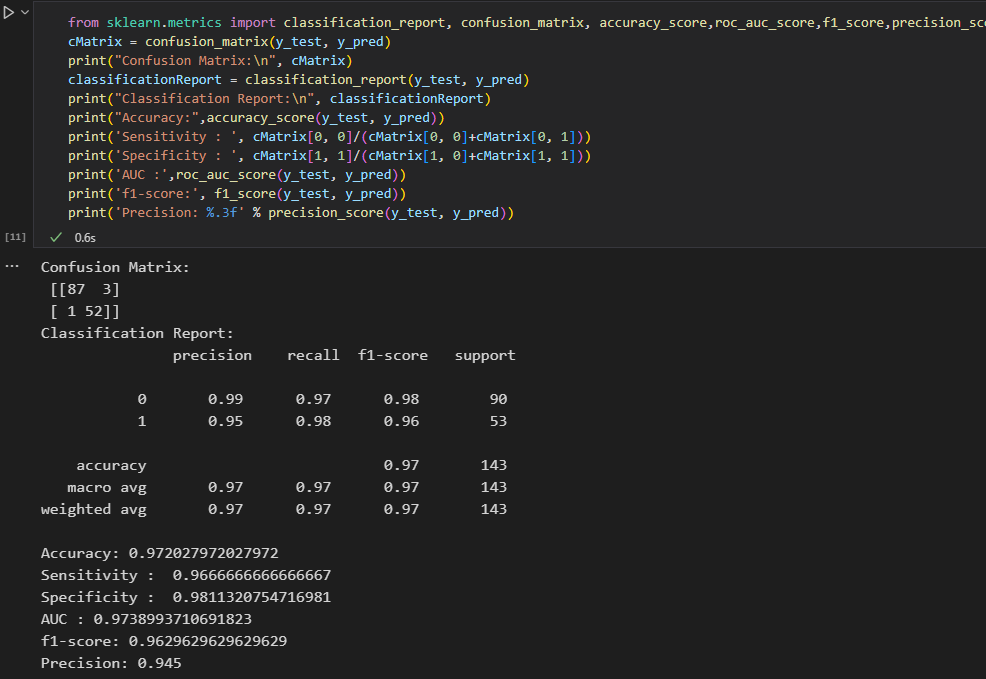 from sklearn.metrics import classification_report, confusion_matrix, accuracy_score,roc_auc_score,f1_score,precision_sc
cMatrix = confusion_matrix(y_test, y_pred)
print("Confusion Matrix:\n", cMatrix)
classificationReport = classification_report(y_test, y_pred)
print("Classification Report:\n", classificationReport)
print("Accuracy:",accuracy_score(y_test, y_pred))
print('Sensitivity : ', cMatrix[0, 0]/(cMatrix[0, 0]+cMatrix[0, 1]))
print('Specificity : ', cMatrix[1, 1]/(cMatrix[1, 0]+cMatrix[1, 1]))
print('AUC :',roc_auc_score(y_test, y_pred))
print('f1-score:', f1_score(y_test, y_pred))
print('Precision: %.3f' % precision_score(y_test, y_pred))
[11] 0.6s
Confusion Matrix:
[[87 3]
[ 1 52]]
Classification Report:
precision recall f1-score support
0 0.99 0.97 0.98 90
1 0.95 0.98 0.96 53
accuracy 0.97 143
macro avg 0.97 0.97 0.97 143
weighted avg 0.97 0.97 0.97 143
Accuracy: 0.972027972027972
Sensitivity : 0.9666666666666667
Specificity : 0.9811320754716981
AUC : 0.9738993710691823
f1-score: 0.9629629629629629
Precision: 0.945